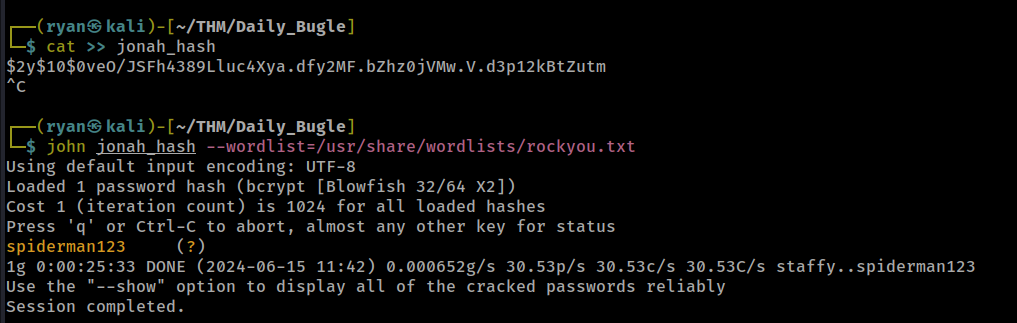 ┌──(ryan㉿kali)-[~/THM/Daily_Bugle]
└─$ cat >> jonah_hash
$2y$10$0veO/JSFh4389Lluc4Xya.dfy2MF.bZhz0jVMw.V.d3p12kBtZutm
^C
┌──(ryan㉿kali)-[~/THM/Daily_Bugle]
└─$ john jonah_hash --wordlist=/usr/share/wordlists/rockyou.txt
Using default input encoding: UTF-8
Loaded 1 password hash (bcrypt [Blowfish 32/64 X2])
Cost 1 (iteration count) is 1024 for all loaded hashes
Press 'q' or Ctrl-C to abort, almost any other key for status
spiderman123     (?)
1g 0:00:25:33 DONE (2024-06-15 11:42) 0.000652g/s 30.53p/s 30.53c/s 30.53C/s staffy..spiderman123
Use the "--show" option to display all of the cracked passwords reliably
Session completed.